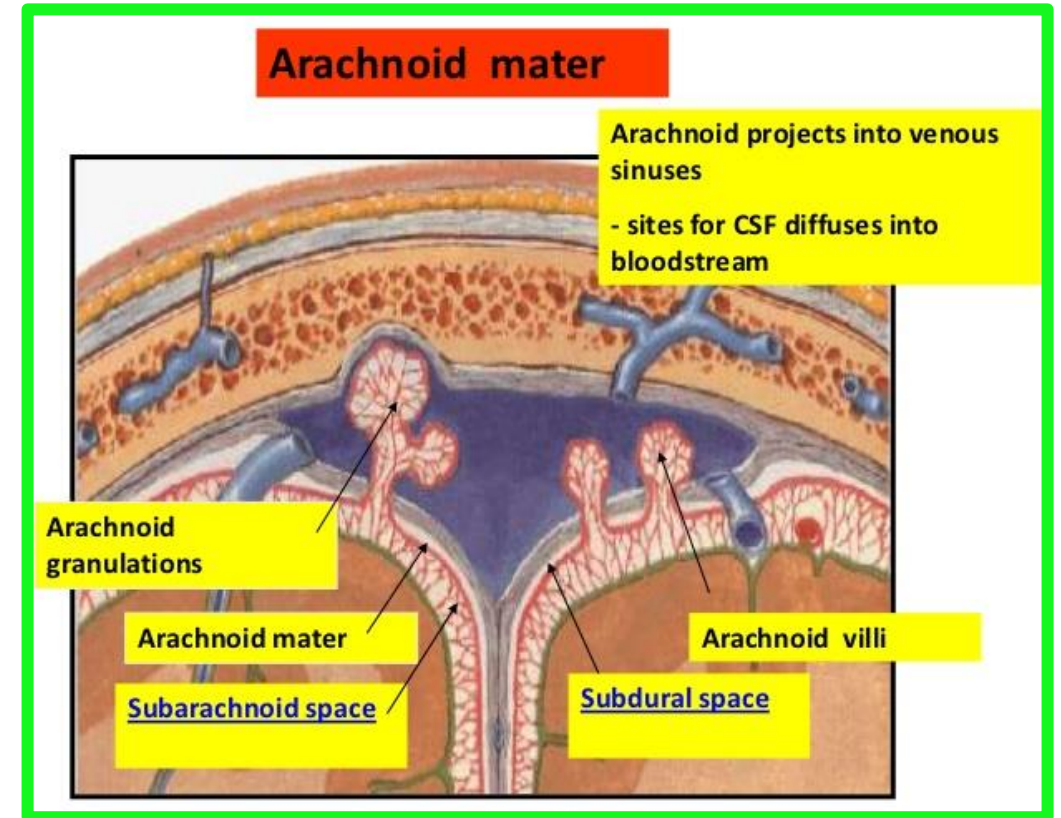 Arachnoid mater
Arachnoid projects into venous
sinuses
- sites for CSF diffuses into
bloodstream
Arachnoid
granulations
Arachnoid mater
Arachnoid villi
Subarachnoid space
Subdural space